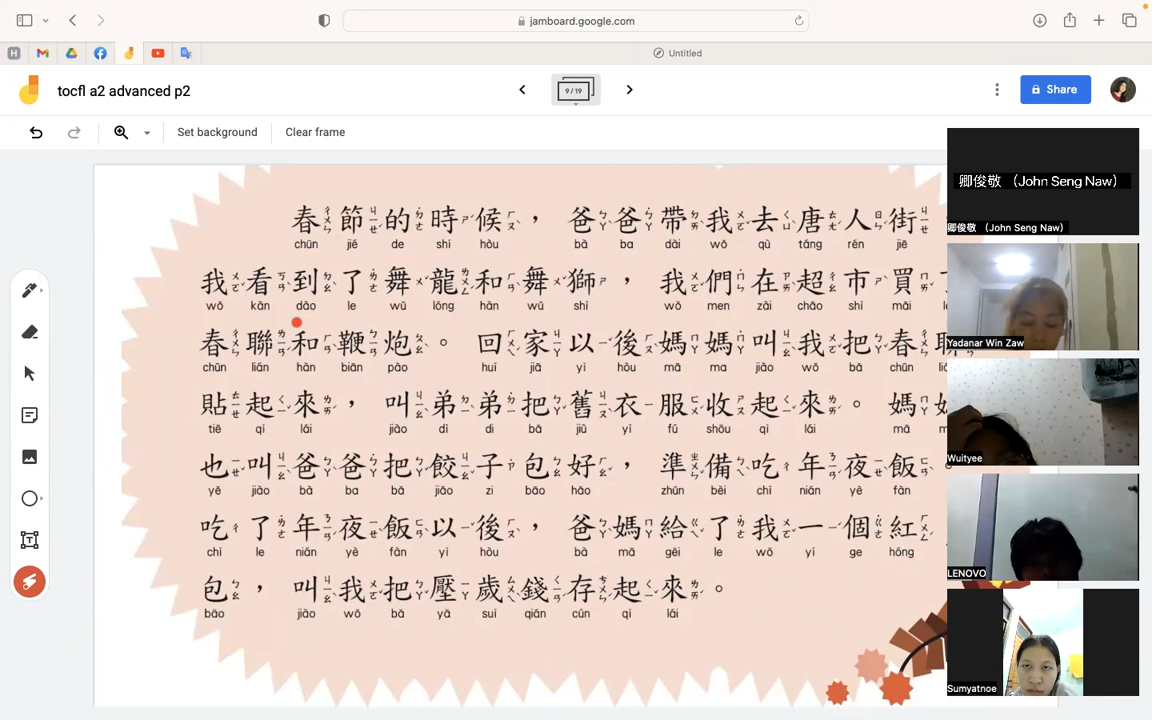 jamboard.google.com
H
Untitled
tocfl a2 advanced p2
9 / 19
Share
Set background
Clear frame
春節的時候，爸爸帶我去唐人街
chūn jié de shí hòu bà ba dài wǒ qù táng rén jiē
我看到了舞龍和舞獅，我們在超市買
wǒ kàn dào le wǔ lóng hàn wǔ shī wǒ men zài chāo shì mǎi
春聯和鞭炮。回家以後媽媽叫我把春
chūn lián hàn biān pào huí jiā yǐ hòu mā ma jiào wǒ bǎ chūn
貼起來，叫弟弟把舊衣服收起來。媽
tiē qǐ lái jiào dì di bǎ jiù yī fú shōu qǐ lái mā
也叫爸爸把餃子包好，準備吃年夜飯
yě jiào bà ba bǎ jiǎo zi bāo hǎo zhǔn bèi chī nián yè fàn
吃了年夜飯以後，爸媽給了我一個紅
chī le nián yè fàn yǐ hòu bà mā gěi le wǒ yí ge hóng
包，叫我把壓歲錢存起來。
bāo jiào wǒ bǎ yā suì qián cún qǐ lái
卿俊敬 （John Seng Naw）
卿俊敬 （John Seng Naw）
Yadanar Win Zaw
Wuityee
LENOVO
Sumyatnoe